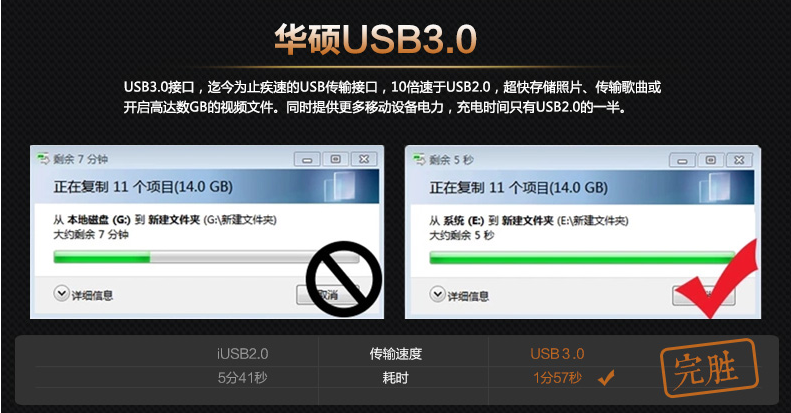 华硕USB3.0
USB3.0接口，迄今为止疾速的USB传输接口，10倍速于USB2.0，超快存储照片、传输歌曲或
开启高达数GB的视频文件。同时提供更多移动设备电力，充电时间只有USB2.0的一半。
剩余 7 分钟
正在复制 11 个项目(14.0 GB)
从 本地磁盘 (G:) 到 新建文件夹 (G:\新建文件夹)
大约剩余 7 分钟
详细信息
取消
剩余 5 秒
正在复制 11 个项目(14.0 GB)
从 系统 (E:) 到 新建文件夹 (E:\新建文件夹)
大约剩余 5 秒
详细信息
iUSB2.0 传输速度 USB3.0
5分41秒 耗时 1分57秒
完胜